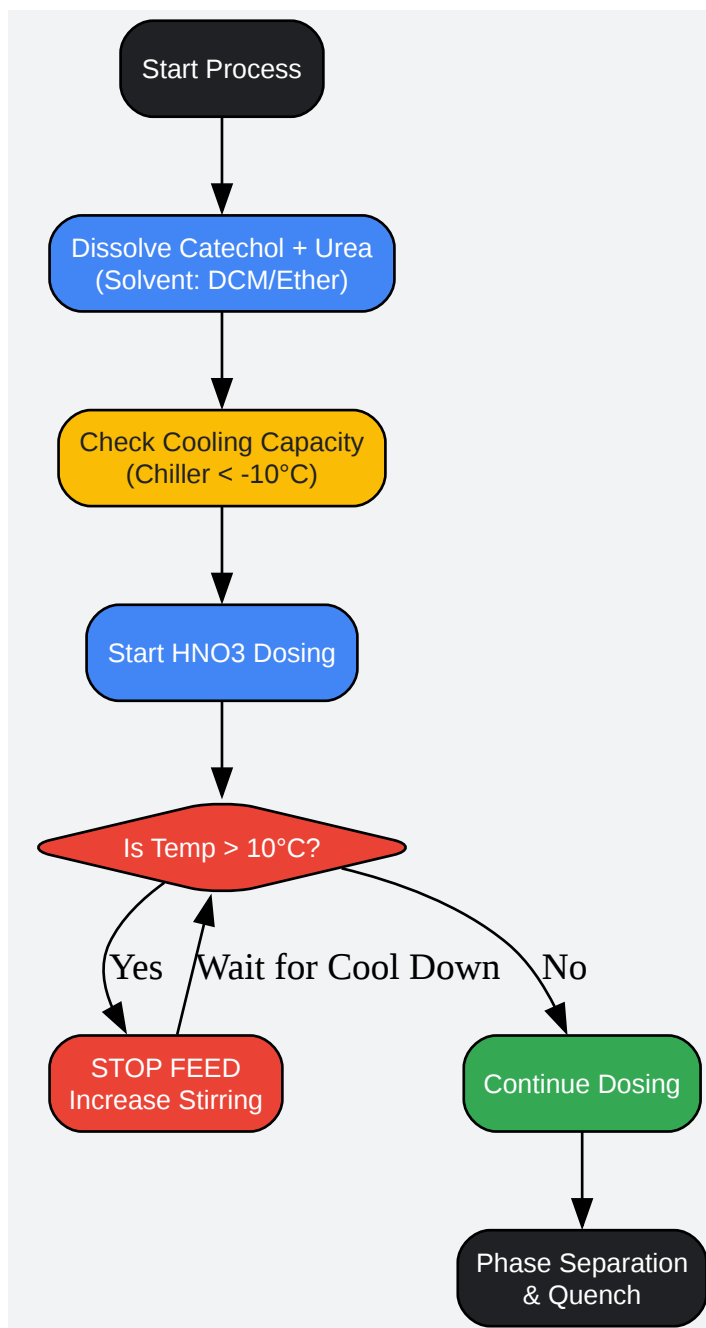 Start Process
Dissolve Catechol + Urea
(Solvent: DCM/Ether)
Check Cooling Capacity
(Chiller < -10°C)
Start HNO3 Dosing
Is Temp > 10°C?
Yes
Wait for Cool Down
No
STOP FEED
Increase Stirring
Continue Dosing
Phase Separation
& Quench